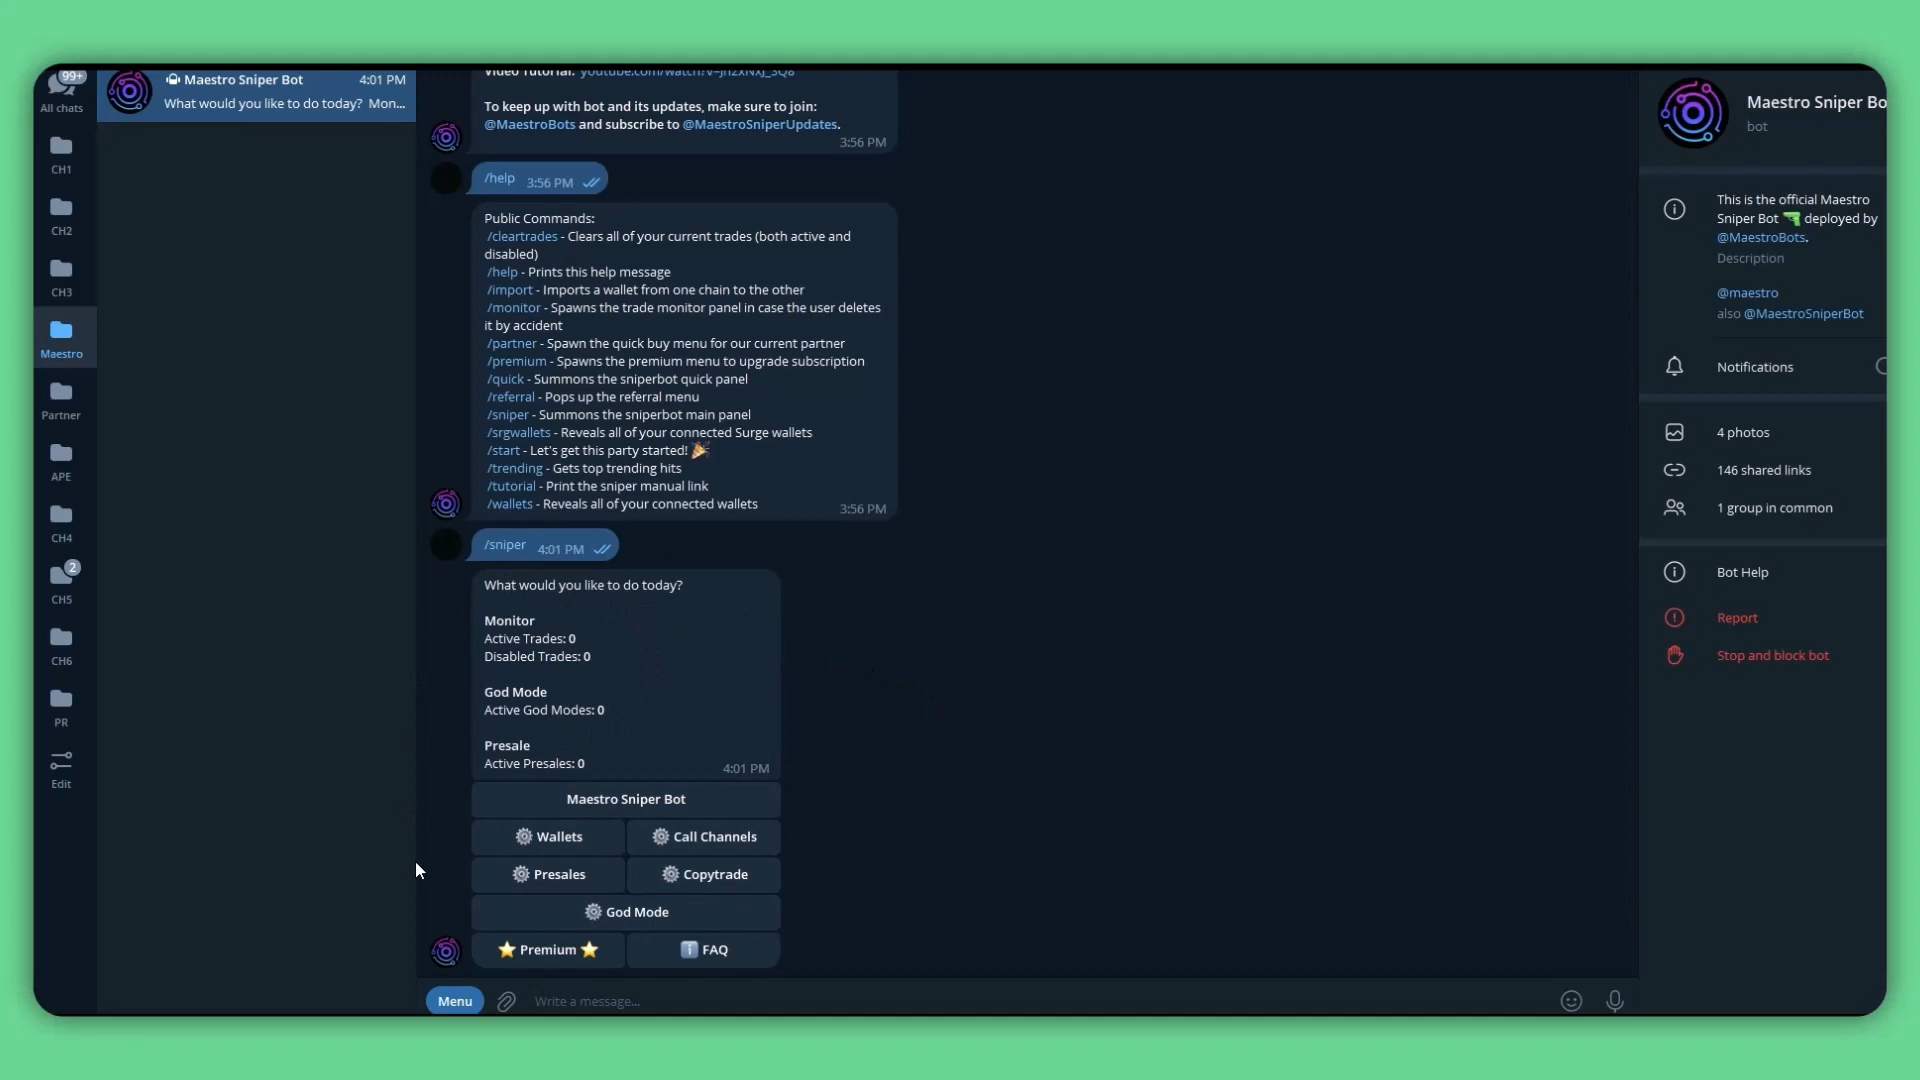 99+
All chats
CH1
CH2
CH3
Maestro
Partner
APE
CH4
2
CH5
CH6
PR
Edit
Maestro Sniper Bot 4:01 PM
What would you like to do today? Mon...
Video Tutorial:
To keep up with bot and its updates, make sure to join:
@MaestroBots and subscribe to @MaestroSniperUpdates.
3:56 PM
/help 3:56 PM
Public Commands:
/cleartrades - Clears all of your current trades (both active and
disabled)
/help - Prints this help message
/import - Imports a wallet from one chain to the other
/monitor - Spawns the trade monitor panel in case the user deletes
it by accident
/partner - Spawn the quick buy menu for our current partner
/premium - Spawns the premium menu to upgrade subscription
/quick - Summons the sniperbot quick panel
/referral - Pops up the referral menu
/sniper - Summons the sniperbot main panel
/srgwallets - Reveals all of your connected Surge wallets
/start - Let's get this party started! 🎉
/trending - Gets top trending hits
/tutorial - Print the sniper manual link
/wallets - Reveals all of your connected wallets
3:56 PM
/sniper 4:01 PM
What would you like to do today?
Monitor
Active Trades: 0
Disabled Trades: 0
God Mode
Active God Modes: 0
Presale
Active Presales: 0
4:01 PM
Maestro Sniper Bot
Wallets Call Channels
Presales Copytrade
God Mode
⭐ Premium ⭐ ℹ️ FAQ
Menu Write a message...
Maestro Sniper Bo
bot
This is the official Maestro
Sniper Bot 🔫 deployed by
@MaestroBots.
Description
@maestro
also @MaestroSniperBot
Notifications
4 photos
146 shared links
1 group in common
Bot Help
Report
Stop and block bot